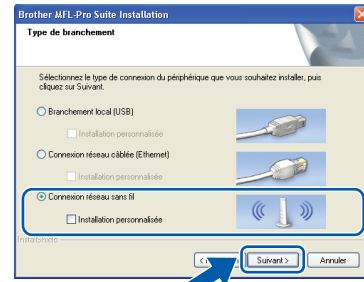 Brother MFL-Pro Suite Installation
Type de branchement
Sélectionnez le type de connexion du périphérique que vous souhaitez installer, puis
cliquez sur Suivant.
Branchement local (USB)
Installation personnalisée
Connexion réseau câblée (Ethernet)
Installation personnalisée
Connexion réseau sans fil
Installation personnalisée
InstallShield
Suivant >
Annuler